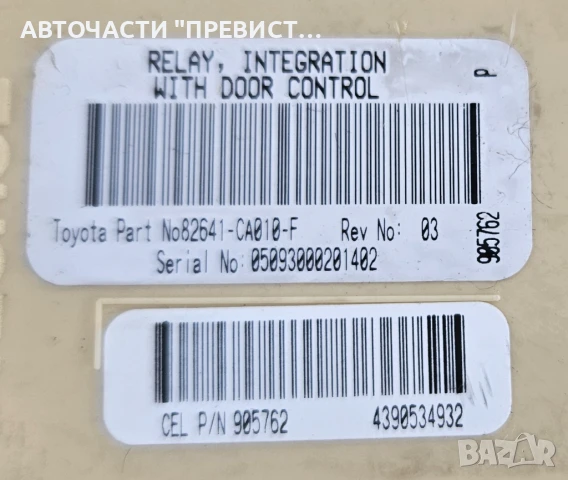 АВТОЧАСТИ "ПРЕВИСТ...
RELAY, INTEGRATION
WITH DOOR CONTROL
P
Toyota Part No82641-CA010-F Rev No: 03
Serial No: 05093000201402
905762
CEL P/N 905762 4390534932
BAZAR